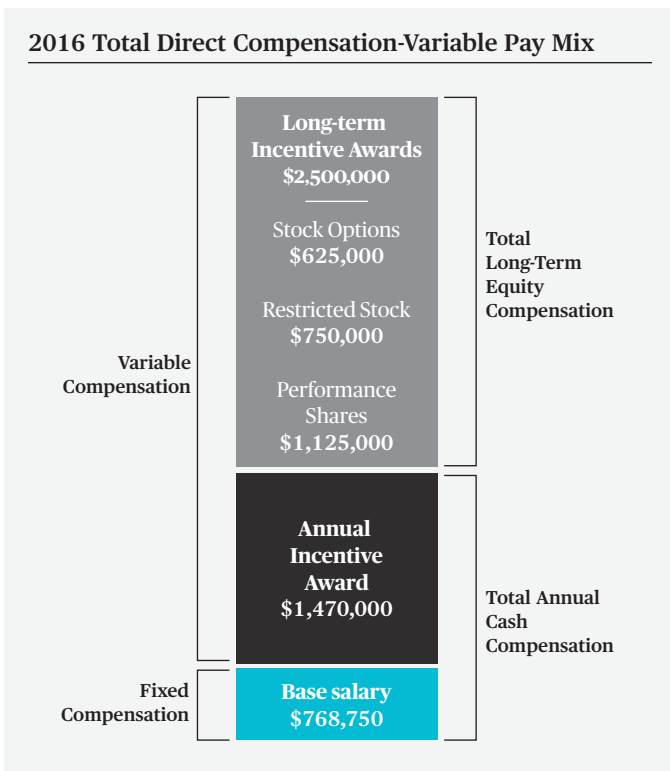 2016 Total Direct Compensation-Variable Pay Mix
Long-term
Incentive Awards
$2,500,000
Stock Options
$625,000
Restricted Stock
$750,000
Performance
Shares
$1,125,000
Total
Long-Term
Equity
Compensation
Variable
Compensation
Annual
Incentive
Award
$1,470,000
Total Annual
Cash
Compensation
Fixed
Compensation
Base salary
$768,750